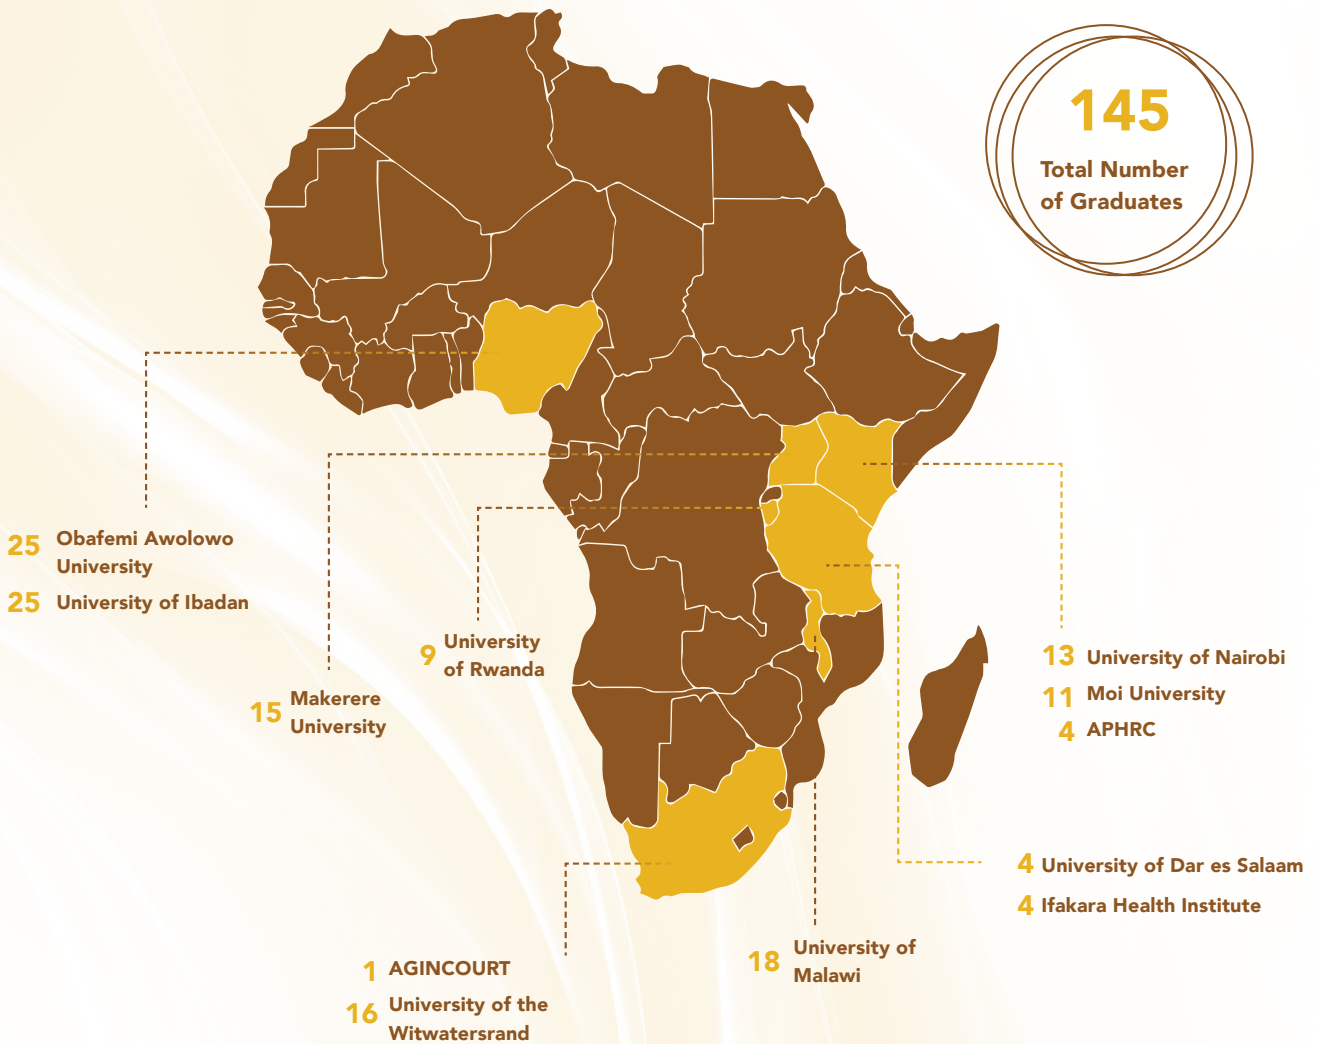 145
Total Number
of Graduates
25 Obafemi Awolowo
University
25 University of Ibadan
15 Makerere
University
9 University
of Rwanda
13 University of Nairobi
11 Moi University
4 APHRC
4 University of Dar es Salaam
4 Ifakara Health Institute
18 University of
Malawi
1 AGINCOURT
16 University of the
Witwatersrand